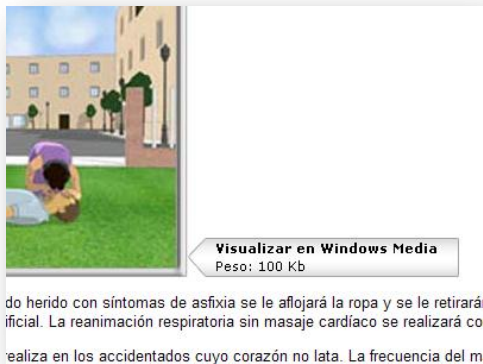 Visualizar en Windows Media
Peso: 100 Kb
do herido con síntomas de asfixia se le aflojará la ropa y se le retirará
ificial. La reanimación respiratoria sin masaje cardíaco se realizará co
realiza en los accidentados cuyo corazón no lata. La frecuencia del m